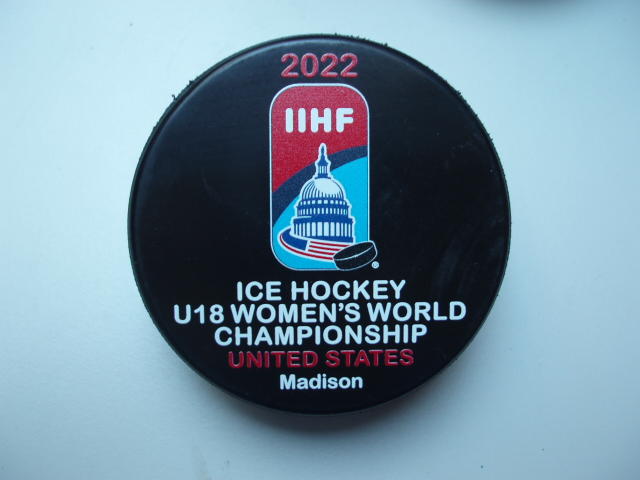 2022
IIHF
®
ICE HOCKEY
U18 WOMEN'S WORLD
CHAMPIONSHIP
UNITED STATES
Madison